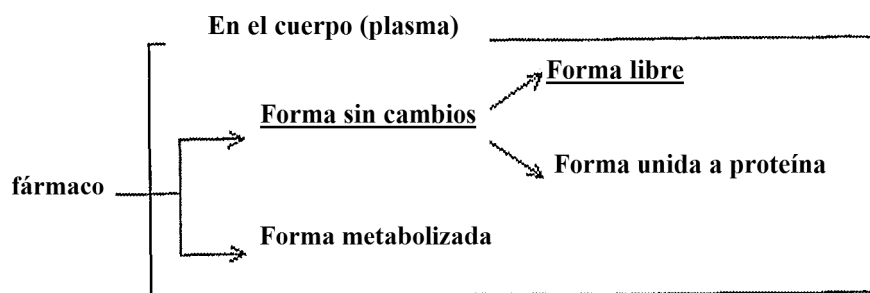 En el cuerpo (plasma)
Forma libre
Forma sin cambios
Forma unida a proteína
fármaco
Forma metabolizada